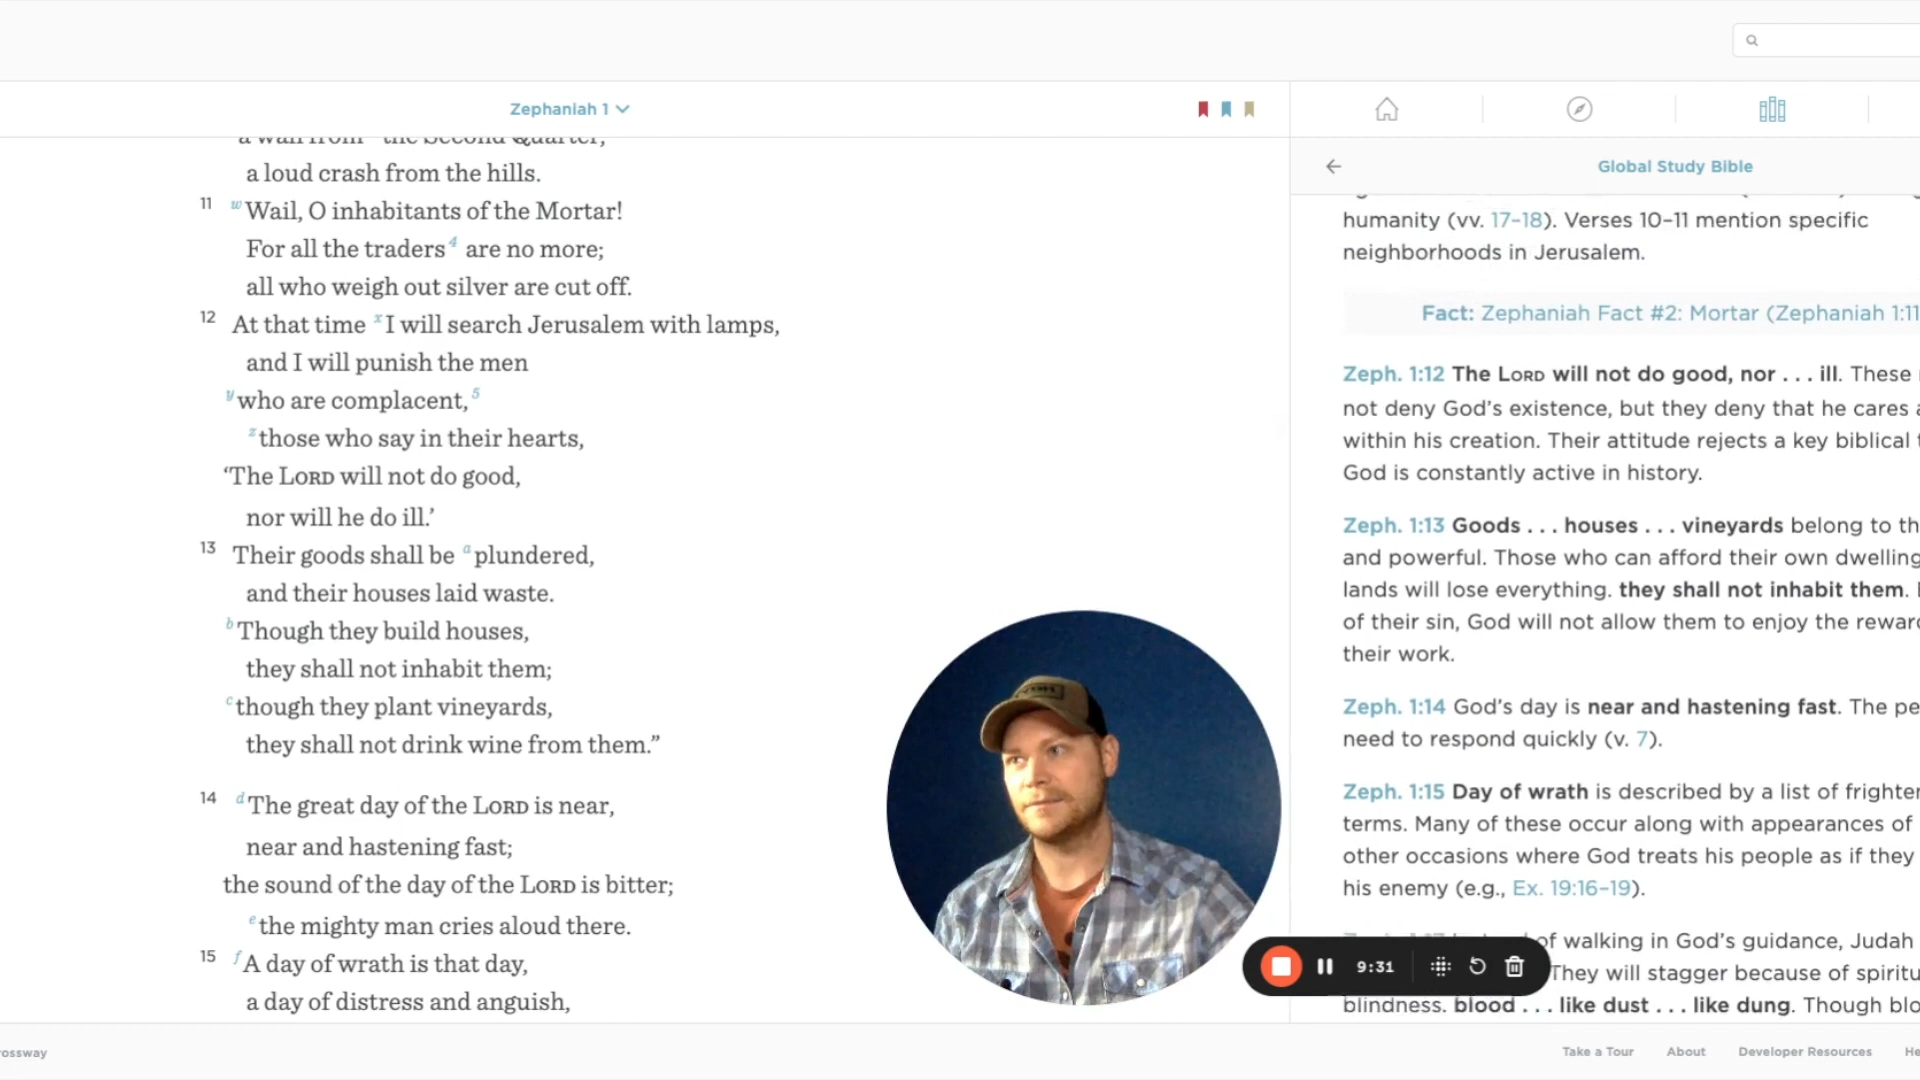 Zephaniah 1
a wail from the Second Quarter,
a loud crash from the hills.
11 w Wail, O inhabitants of the Mortar!
For all the traders 4 are no more;
all who weigh out silver are cut off.
12 At that time x I will search Jerusalem with lamps,
and I will punish the men
y who are complacent, 5
z those who say in their hearts,
‘The LORD will not do good,
nor will he do ill.’
13 Their goods shall be a plundered,
and their houses laid waste.
b Though they build houses,
they shall not inhabit them;
c though they plant vineyards,
they shall not drink wine from them.”
14 d The great day of the LORD is near,
near and hastening fast;
the sound of the day of the LORD is bitter;
e the mighty man cries aloud there.
15 f A day of wrath is that day,
a day of distress and anguish,
Global Study Bible
humanity (vv. 17–18). Verses 10–11 mention specific
neighborhoods in Jerusalem.
Fact: Zephaniah Fact #2: Mortar (Zephaniah 1:11
Zeph. 1:12 The LORD will not do good, nor . . . ill. These
not deny God’s existence, but they deny that he cares
within his creation. Their attitude rejects a key biblical
God is constantly active in history.
Zeph. 1:13 Goods . . . houses . . . vineyards belong to th
and powerful. Those who can afford their own dwelling
lands will lose everything. they shall not inhabit them.
of their sin, God will not allow them to enjoy the rewar
their work.
Zeph. 1:14 God’s day is near and hastening fast. The pe
need to respond quickly (v. 7).
Zeph. 1:15 Day of wrath is described by a list of frighte
terms. Many of these occur along with appearances of
other occasions where God treats his people as if they
his enemy (e.g., Ex. 19:16–19).
of walking in God’s guidance, Judah
They will stagger because of spiritu
blindness. blood . . . like dust . . . like dung. Though blo
9:31
rossway
Take a Tour
About
Developer Resources
He